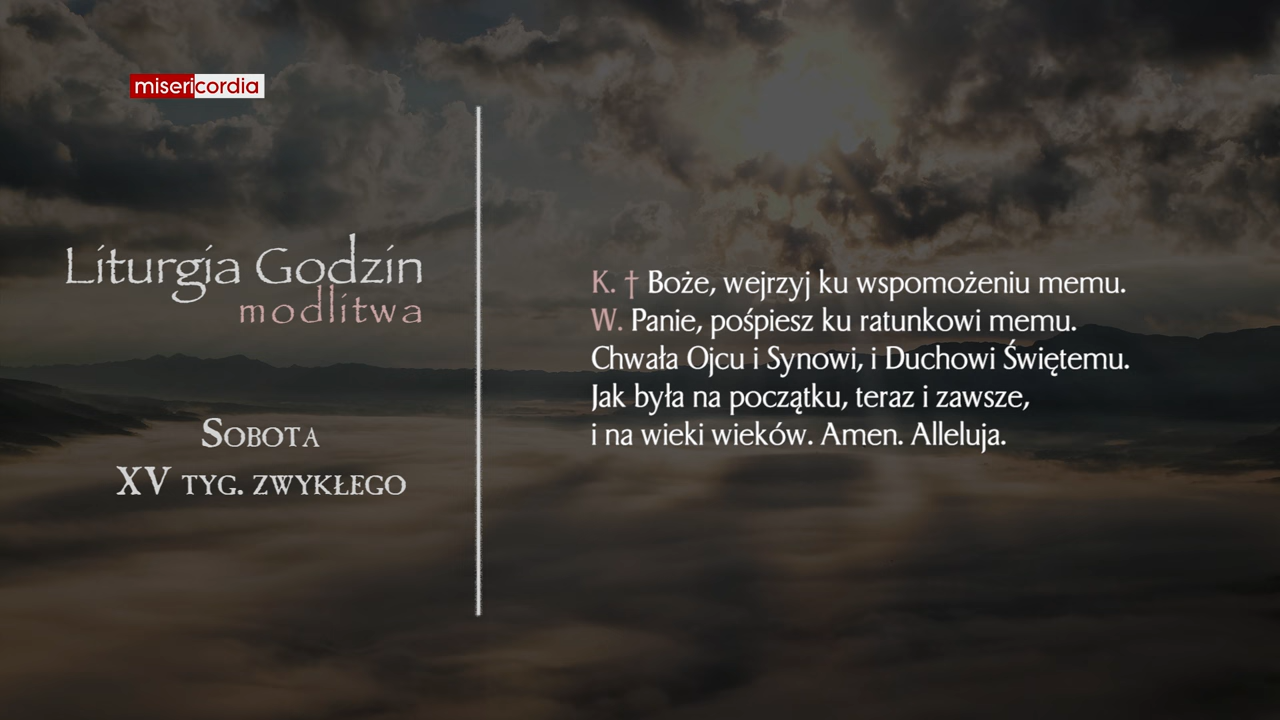 misericordia
Liturgia Godzin
modlitwa
Sobota
XV tyg. zwykłego
K. † Boże, wejrzyj ku wspomożeniu memu.
W. Panie, pośpiesz ku ratunkowi memu.
Chwała Ojcu i Synowi, i Duchowi Świętemu.
Jak była na początku, teraz i zawsze,
i na wieki wieków. Amen. Alleluja.